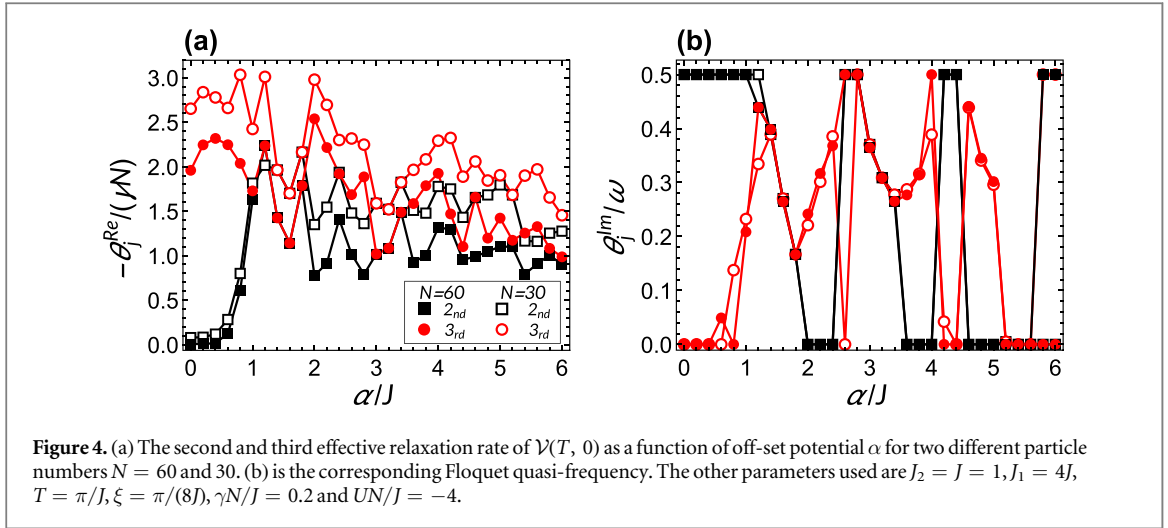 (a)
(b)
−θ_j^Re/(γN)
3.0
2.5
2.0
1.5
1.0
0.5
0.0
N=60 N=30
2nd 2nd
3rd 3rd
0 1 2 3 4 5 6
α/J
θ_j^Im/ω
0.5
0.4
0.3
0.2
0.1
0.0
0 1 2 3 4 5 6
α/J
Figure 4. (a) The second and third effective relaxation rate of 𝒱(T, 0) as a function of off-set potential α for two different particle
numbers N = 60 and 30. (b) is the corresponding Floquet quasi-frequency. The other parameters used are J₂ = J = 1, J₁ = 4J,
T = π/J, ξ = π/(8J), γN/J = 0.2 and UN/J = −4.